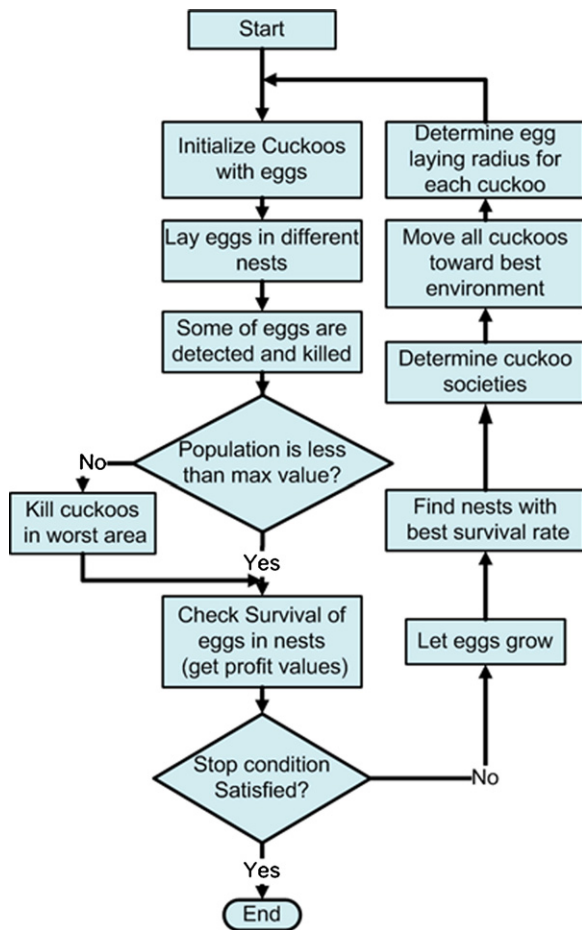 Start
Initialize Cuckoos
with eggs
Lay eggs in different
nests
Some of eggs are
detected and killed
Population is less
than max value?
No
Kill cuckoos
in worst area
Yes
Check Survival of
eggs in nests
(get profit values)
Stop condition
Satisfied?
Yes
End
No
Let eggs grow
Find nests with
best survival rate
Determine cuckoo
societies
Move all cuckoos
toward best
environment
Determine egg
laying radius for
each cuckoo